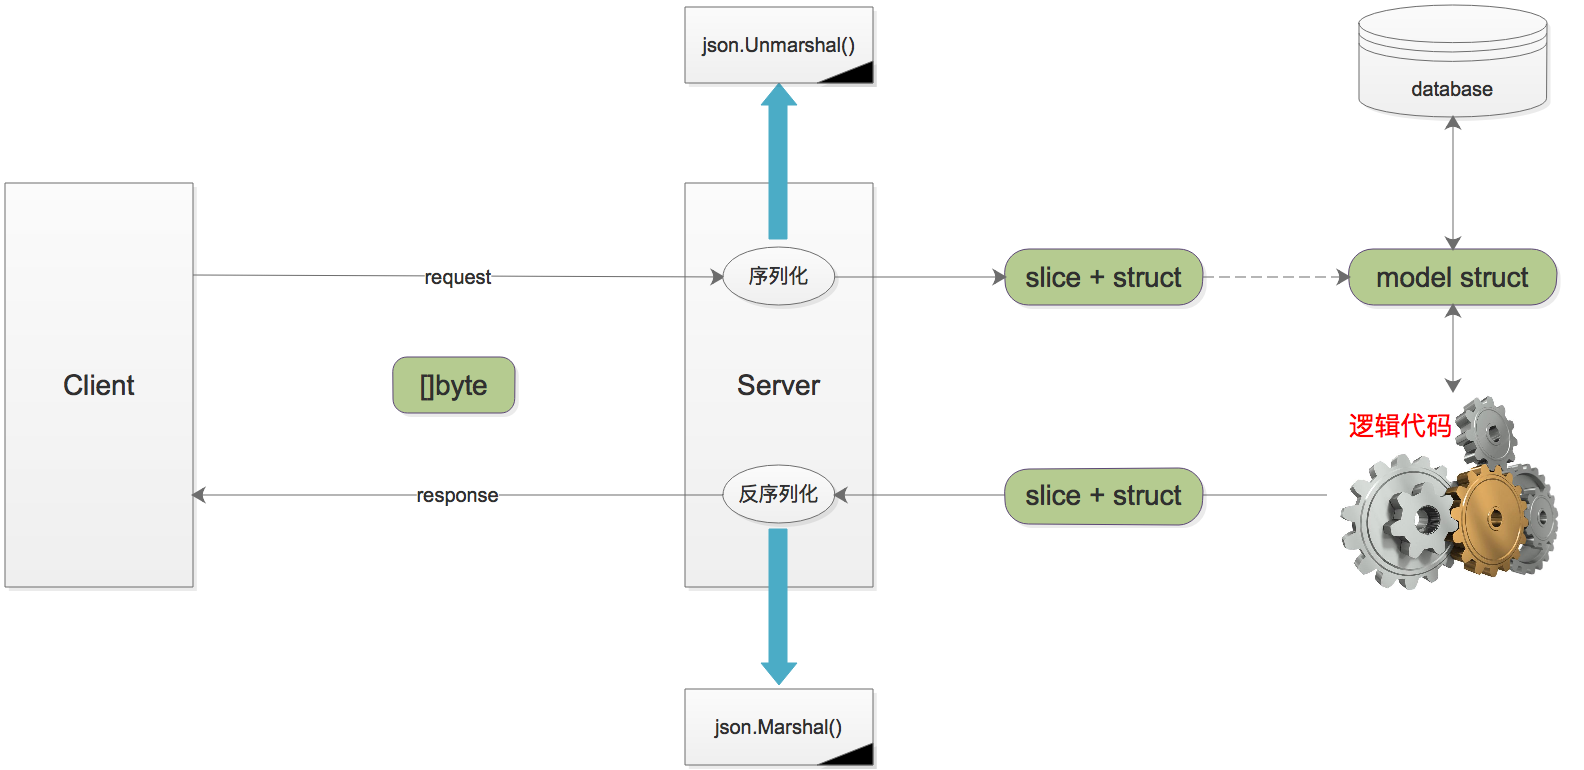 json.Unmarshal()
database
request
序列化
slice + struct
model struct
Client
[]byte
Server
逻辑代码
response
反序列化
slice + struct
json.Marshal()